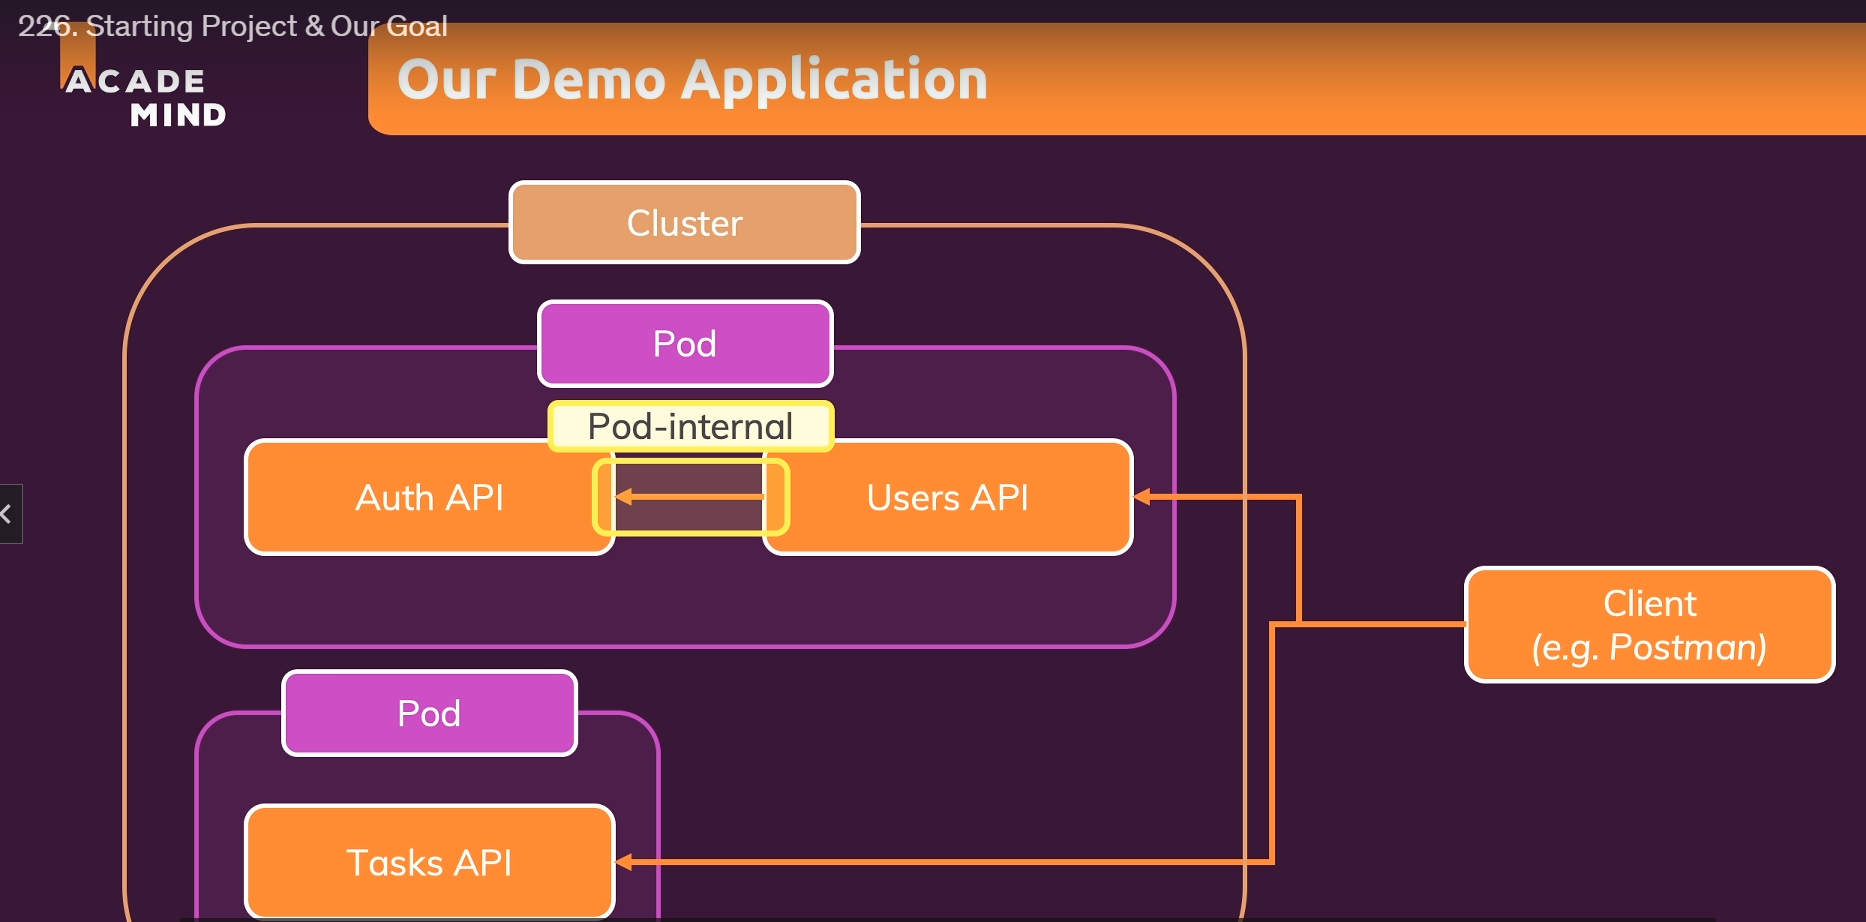 226. Starting Project & Our Goal
ACADE
MIND
Our Demo Application
Cluster
Pod
Pod-internal
Auth API
Users API
Client
(e.g. Postman)
Pod
Tasks API